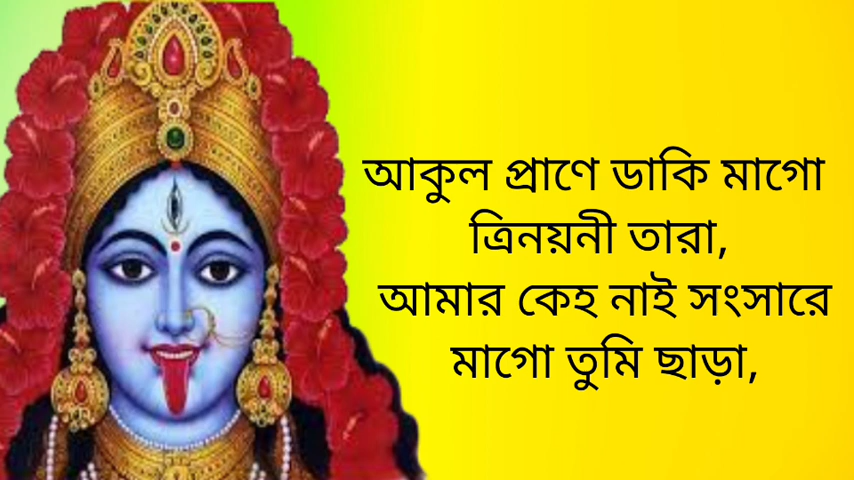 আকুল প্রাণে ডাকি মাগো
ত্রিনয়নী তারা,
আমার কেহ নাই সংসারে
মাগো তুমি ছাড়া,